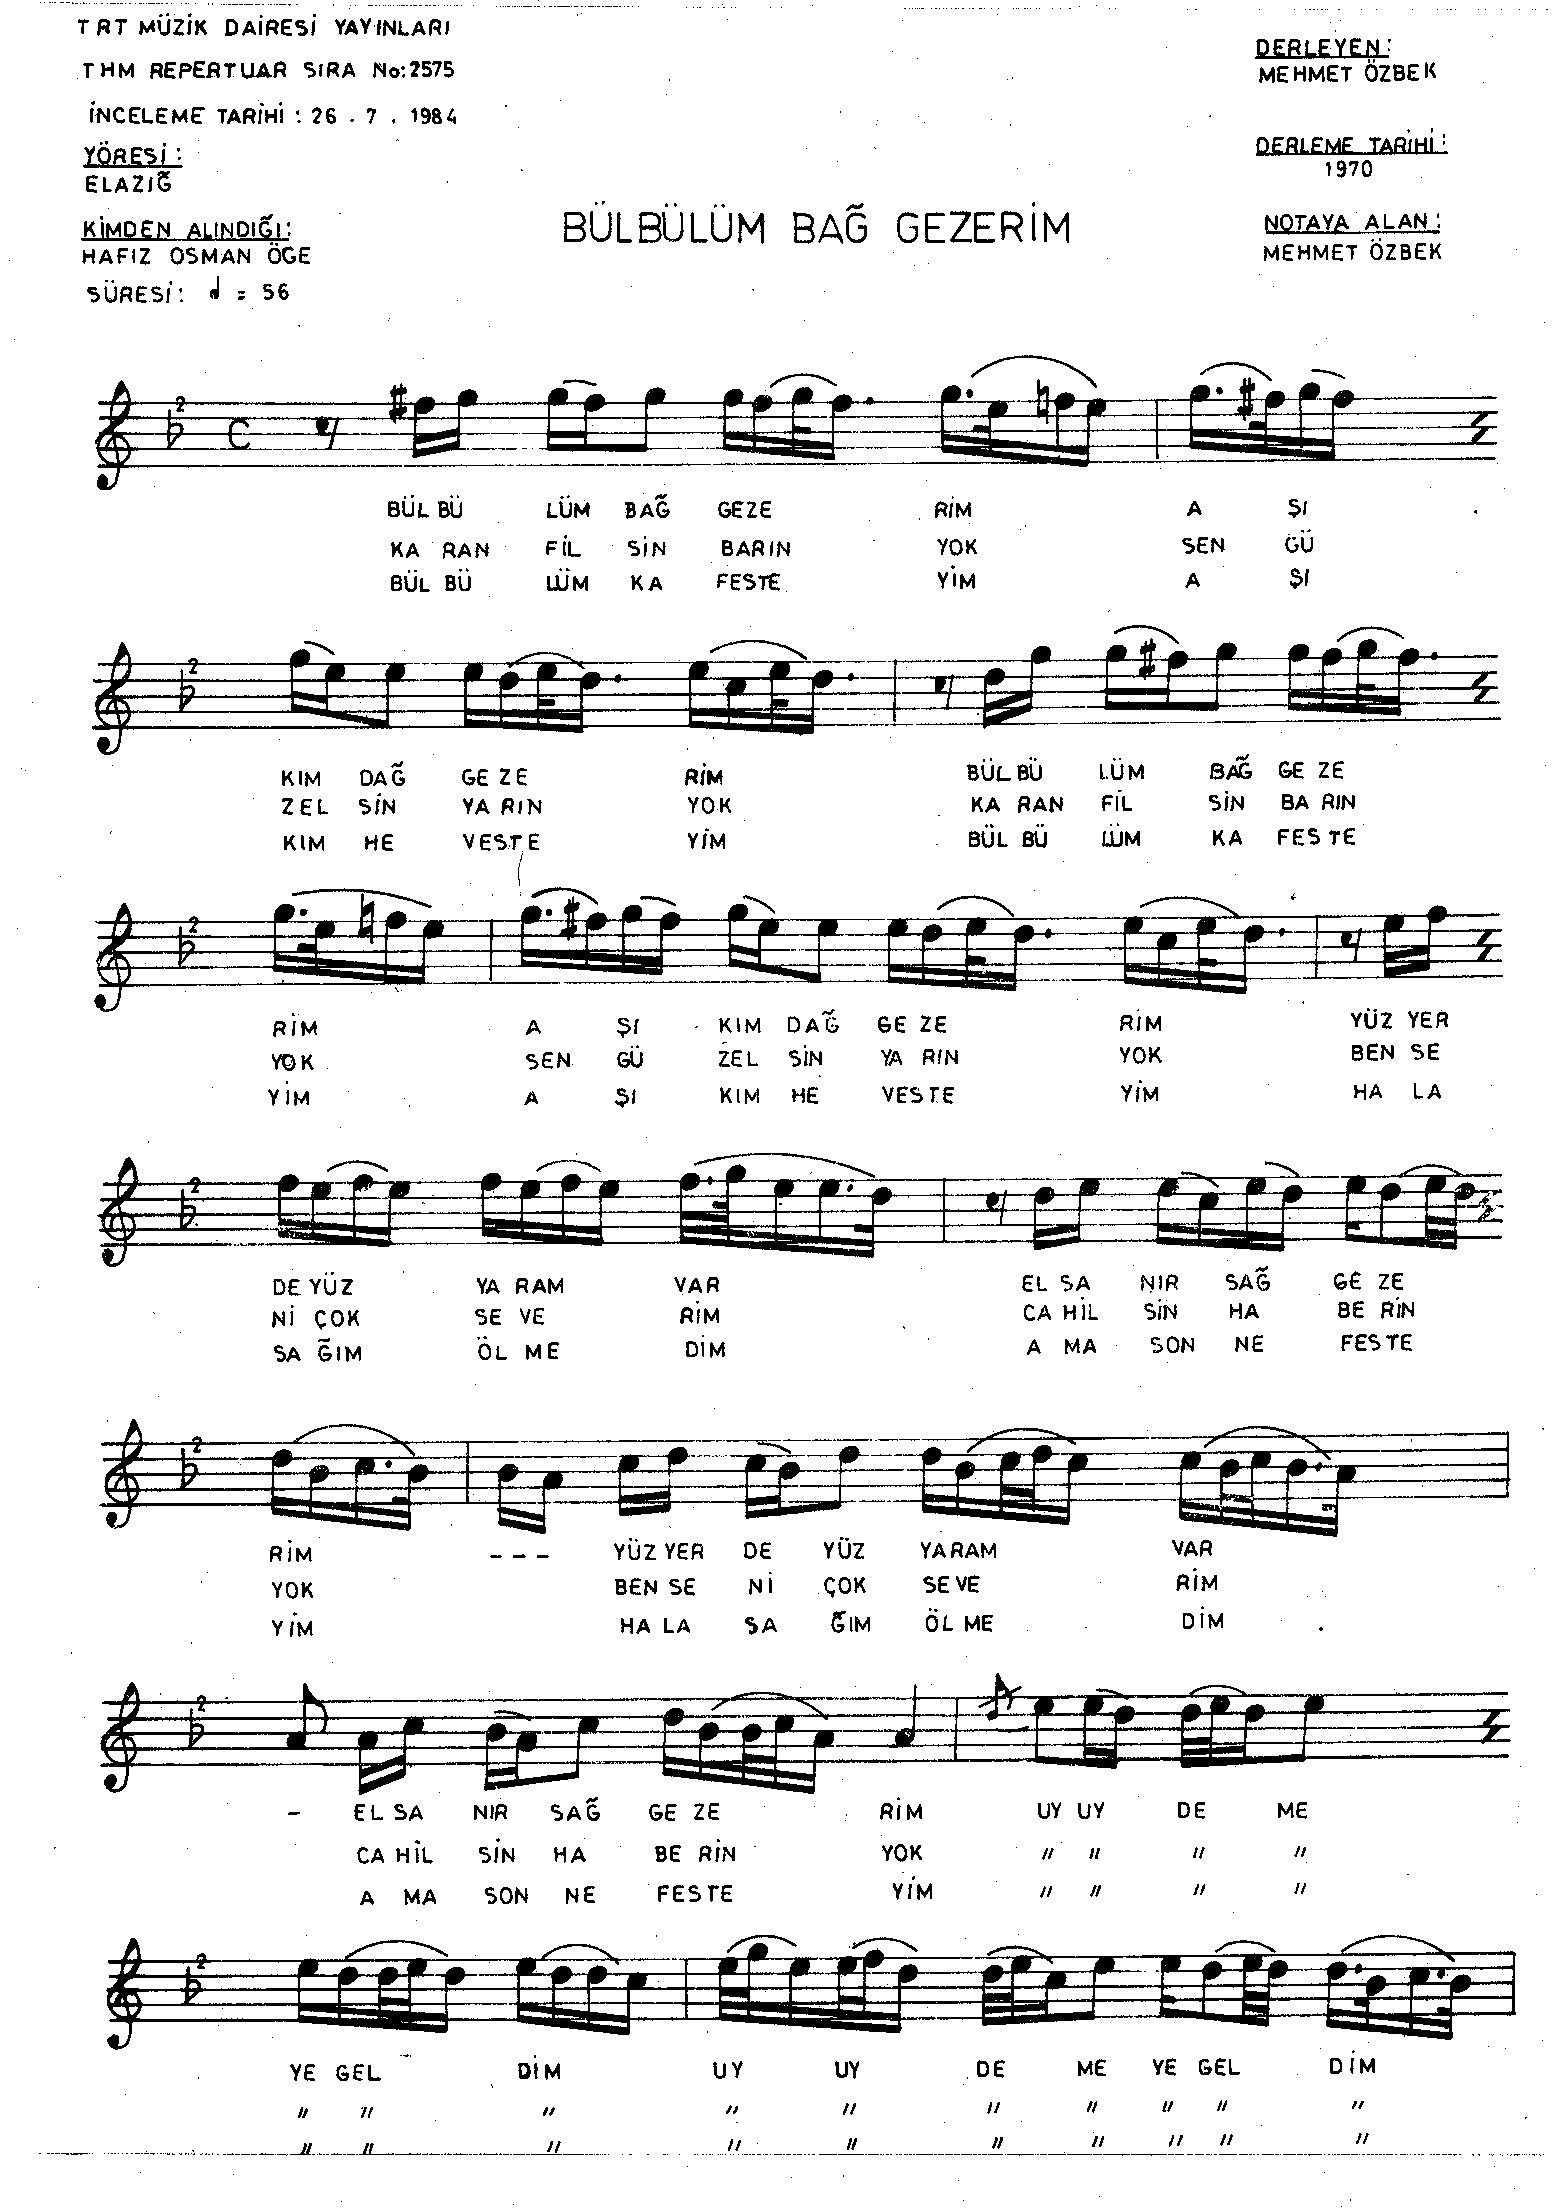 TRT MÜZİK DAİRESİ YAYINLARI
THM REPERTUAR SIRA No:2575
İNCELEME TARİHİ : 26 . 7 . 1984
YÖRESİ :
ELAZIĞ
KİMDEN ALINDIĞI:
HAFIZ OSMAN ÖGE
SÜRESİ: = 56
DERLEYEN:
MEHMET ÖZBEK
DERLEME TARİHİ:
1970
NOTAYA ALAN:
MEHMET ÖZBEK
BÜLBÜLÜM BAĞ GEZERİM
BÜL BÜ LÜM BAĞ GEZE RİM A ŞI
KA RAN FİL SİN BARIN YOK SEN GÜ
BÜL BÜ LÜM KA FESTE YİM A ŞI
KIM DAĞ GE ZE RİM BÜL BÜ LÜM BAĞ GE ZE
ZEL SİN YA RIN YOK KA RAN FİL SİN BA RIN
KIM HE VESTE YİM BÜL BÜ LÜM KA FES TE
RİM A ŞI KIM DAĞ GE ZE RİM YÜZ YER
YOK SEN GÜ ZEL SİN YA RIN YOK BEN SE
YİM A ŞI KIM HE VESTE YİM HA LA
DE YÜZ YA RAM VAR EL SA NIR SAĞ GE ZE
Nİ ÇOK SE VE RİM CA HİL SİN HA BE RİN
SA ĞIM ÖL ME DİM A MA SON NE FES TE
RİM - - - YÜZ YER DE YÜZ YARAM VAR
YOK BEN SE Nİ ÇOK SEVE RİM
YİM HA LA SA ĞIM ÖL ME DİM
- EL SA NIR SAĞ GE ZE RİM UY UY DE ME
CA HİL SİN HA BE RİN YOK " " " "
A MA SON NE FESTE YİM " " " "
YE GEL DİM UY UY DE ME YE GEL DİM
" " " " " " " " " "
" " " " " " " " " "